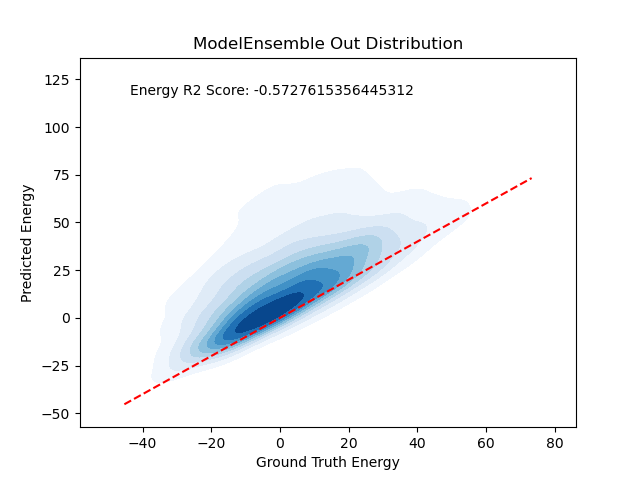 ModelEnsemble Out Distribution
Energy R2 Score: -0.5727615356445312
125
100
75
50
25
0
−25
−50
Predicted Energy
−40 −20 0 20 40 60 80
Ground Truth Energy